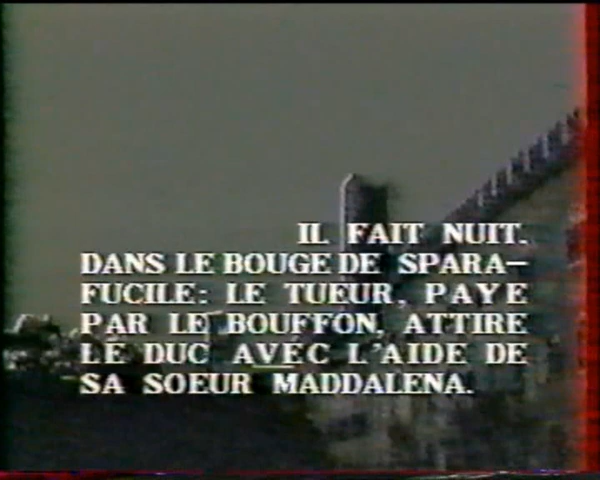 IL FAIT NUIT.
DANS LE BOUGE DE SPARA-
FUCILE: LE TUEUR, PAYE
PAR LE BOUFFON, ATTIRE
LE DUC AVEC L'AIDE DE
SA SOEUR MADDALENA.